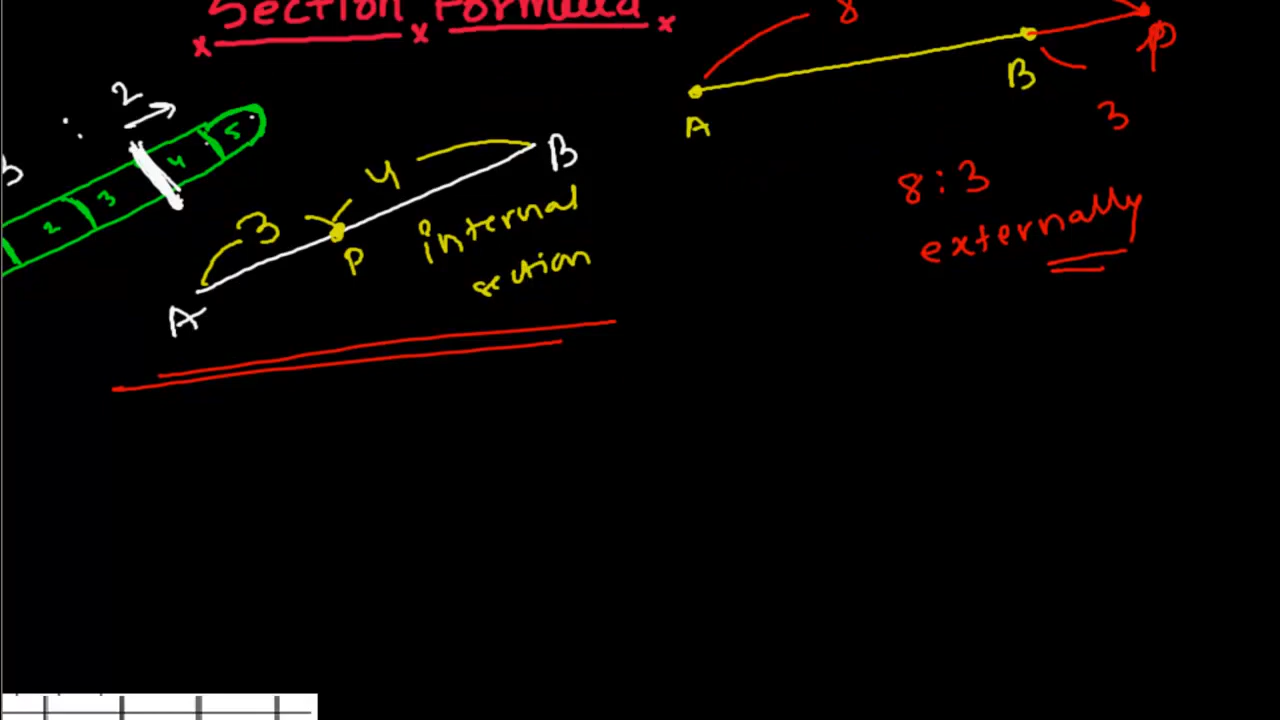 Section Formula
2
:
3
2
3
4
5
3
4
A
P
B
internal
section
8
A
B
P
3
8:3
externally